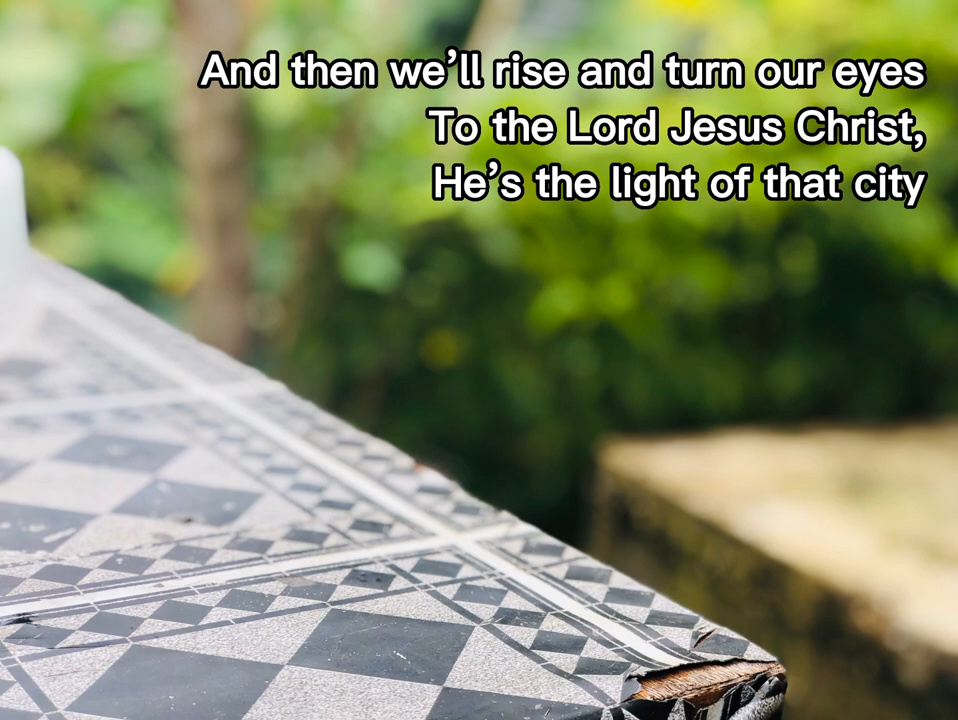 And then we’ll rise and turn our eyes
To the Lord Jesus Christ,
He’s the light of that city